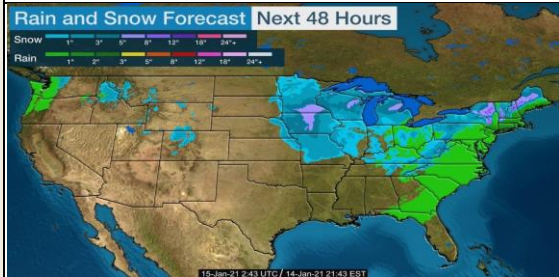 Rain and Snow Forecast Next 48 Hours
Snow
1" 3" 5" 8" 12" 18" 24"+
Rain
1" 2" 3" 5" 8" 12" 18" 24"+
15-Jan-21 2:43 UTC / 14-Jan-21 21:43 EST